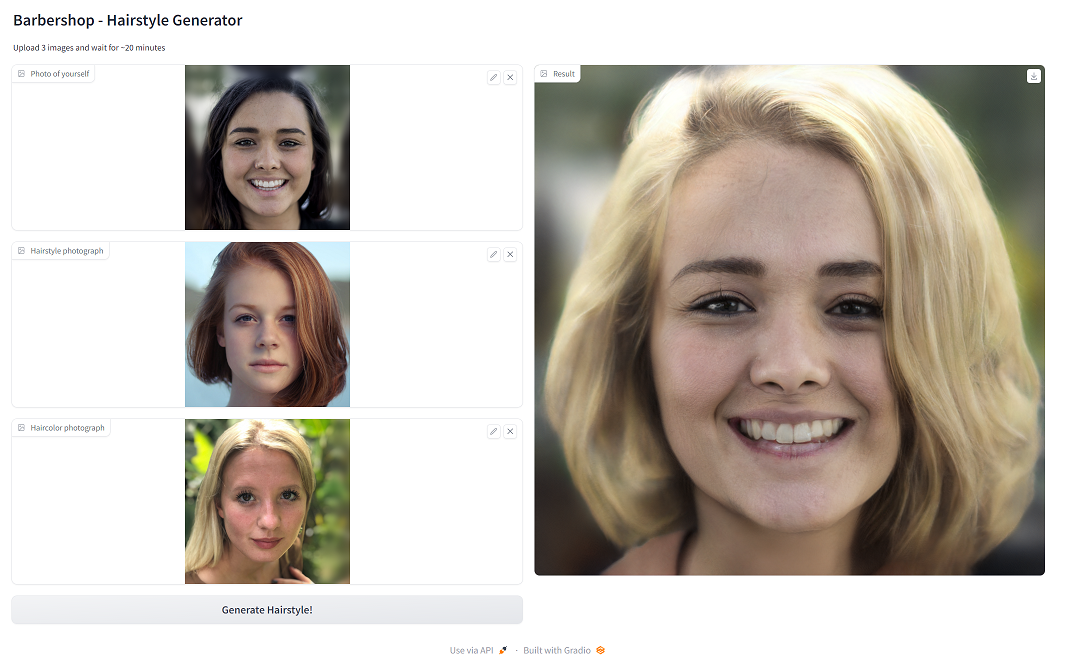 Barbershop - Hairstyle Generator
Upload 3 images and wait for ~20 minutes
Photo of yourself
Hairstyle photograph
Haircolor photograph
Generate Hairstyle!
Result
Use via API · Built with Gradio